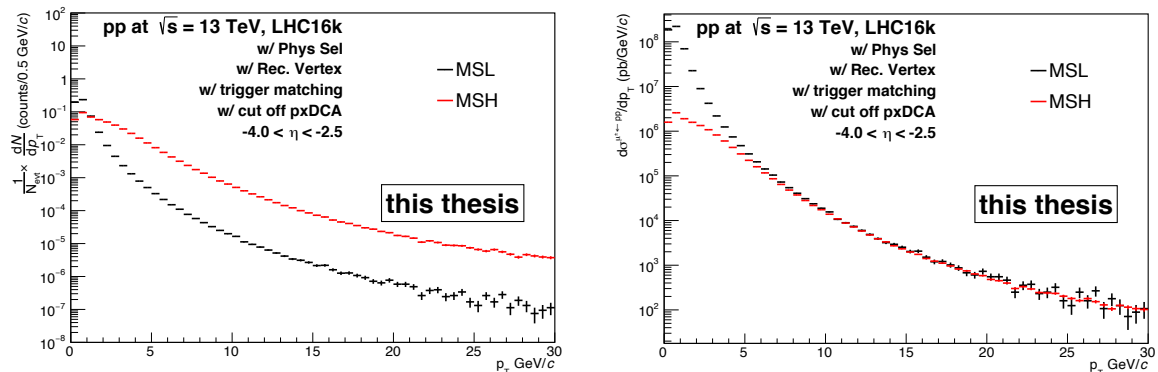 pp at √s = 13 TeV, LHC16k
w/ Phys Sel
w/ Rec. Vertex
w/ trigger matching
w/ cut off pxDCA
-4.0 < η < -2.5
MSL
MSH
this thesis
1/N_evt × dN/dp_T (counts/0.5 GeV/c)
10²
10
1
10⁻¹
10⁻²
10⁻³
10⁻⁴
10⁻⁵
10⁻⁶
10⁻⁷
10⁻⁸
0 5 10 15 20 25 30
p_T GeV/c
pp at √s = 13 TeV, LHC16k
w/ Phys Sel
w/ Rec. Vertex
w/ trigger matching
w/ cut off pxDCA
-4.0 < η < -2.5
MSL
MSH
this thesis
/dp_T (pb/GeV/c)
10⁸
10⁷
10⁶
10⁵
10⁴
10³
10²
0 5 10 15 20 25 30
p_T GeV/c